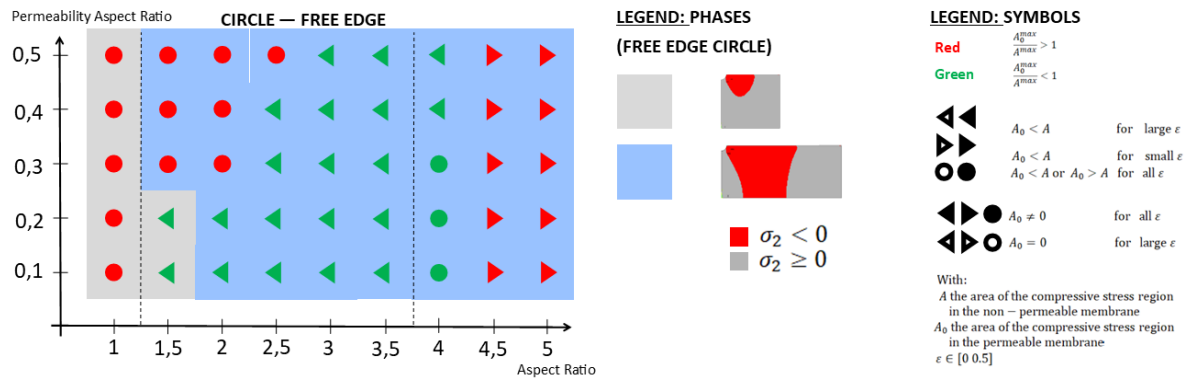 Permeability Aspect Ratio
CIRCLE — FREE EDGE
0,5
0,4
0,3
0,2
0,1
1 1,5 2 2,5 3 3,5 4 4,5 5
Aspect Ratio
LEGEND: PHASES
(FREE EDGE CIRCLE)
σ₂ < 0
σ₂ ≥ 0
LEGEND: SYMBOLS
Red A₀ᵐᵃˣ/Aᵐᵃˣ > 1
Green A₀ᵐᵃˣ/Aᵐᵃˣ < 1
A₀ < A for large ε
A₀ < A for small ε
A₀ < A or A₀ > A for all ε
A₀ ≠ 0 for all ε
A₀ = 0 for large ε
With:
A the area of the compressive stress region
in the non − permeable membrane
A₀ the area of the compressive stress region
in the permeable membrane
ε ∈ [0 0.5]